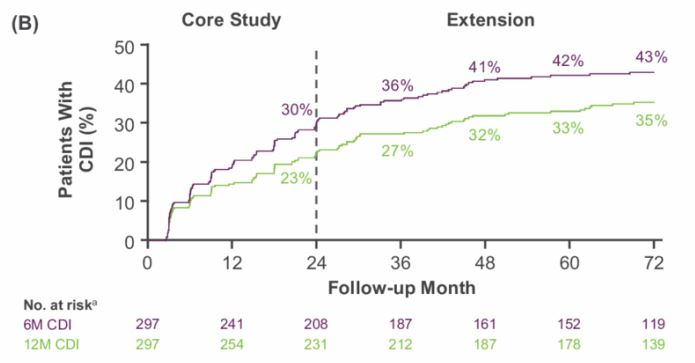 (B)
Core Study Extension
50
40
30
20
10
0
Patients With
CDI (%)
30% 36% 41% 42% 43%
23% 27% 32% 33% 35%
0 12 24 36 48 60 72
Follow-up Month
No. at riskᵃ
6M CDI 297 241 208 187 161 152 119
12M CDI 297 254 231 212 187 178 139